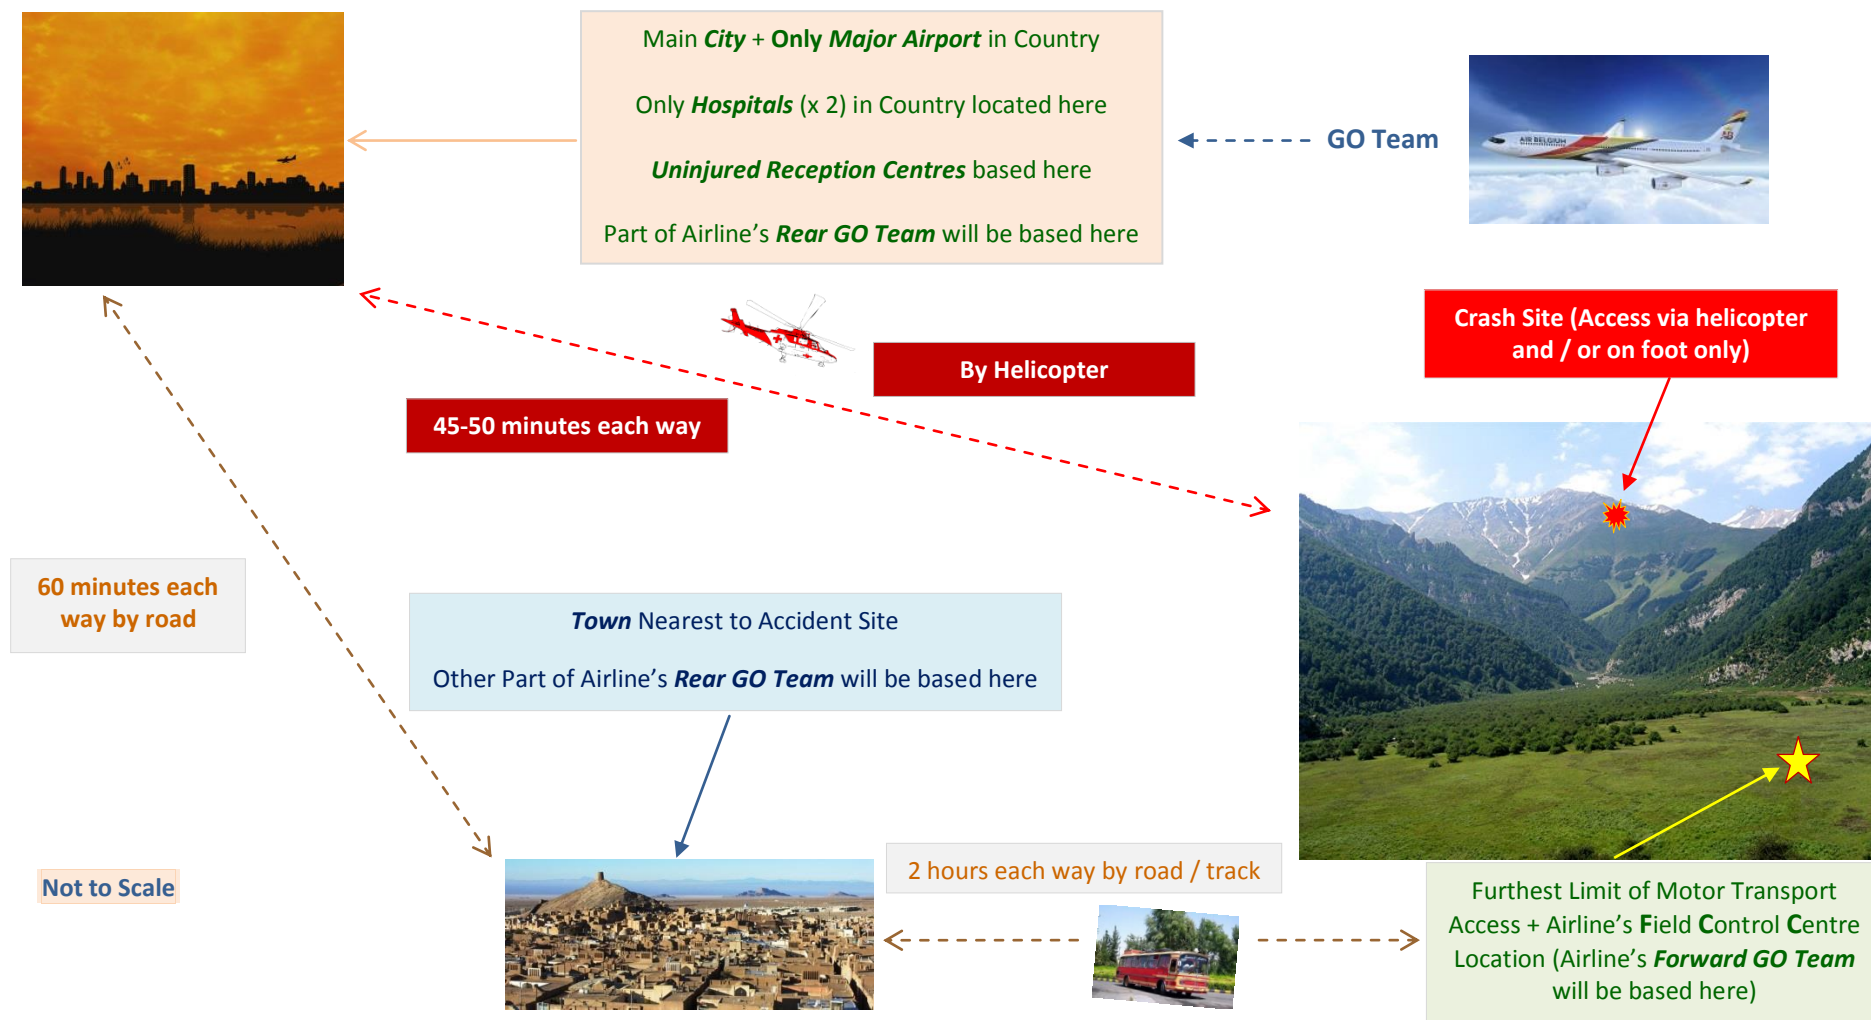 Main City + Only Major Airport in Country
Only Hospitals (x 2) in Country located here
Uninjured Reception Centres based here
Part of Airline's Rear GO Team will be based here
GO Team
AIR BELGIUM
Crash Site (Access via helicopter
and / or on foot only)
By Helicopter
45-50 minutes each way
60 minutes each
way by road
Town Nearest to Accident Site
Other Part of Airline's Rear GO Team will be based here
Not to Scale
2 hours each way by road / track
Furthest Limit of Motor Transport
Access + Airline's Field Control Centre
Location (Airline's Forward GO Team
will be based here)